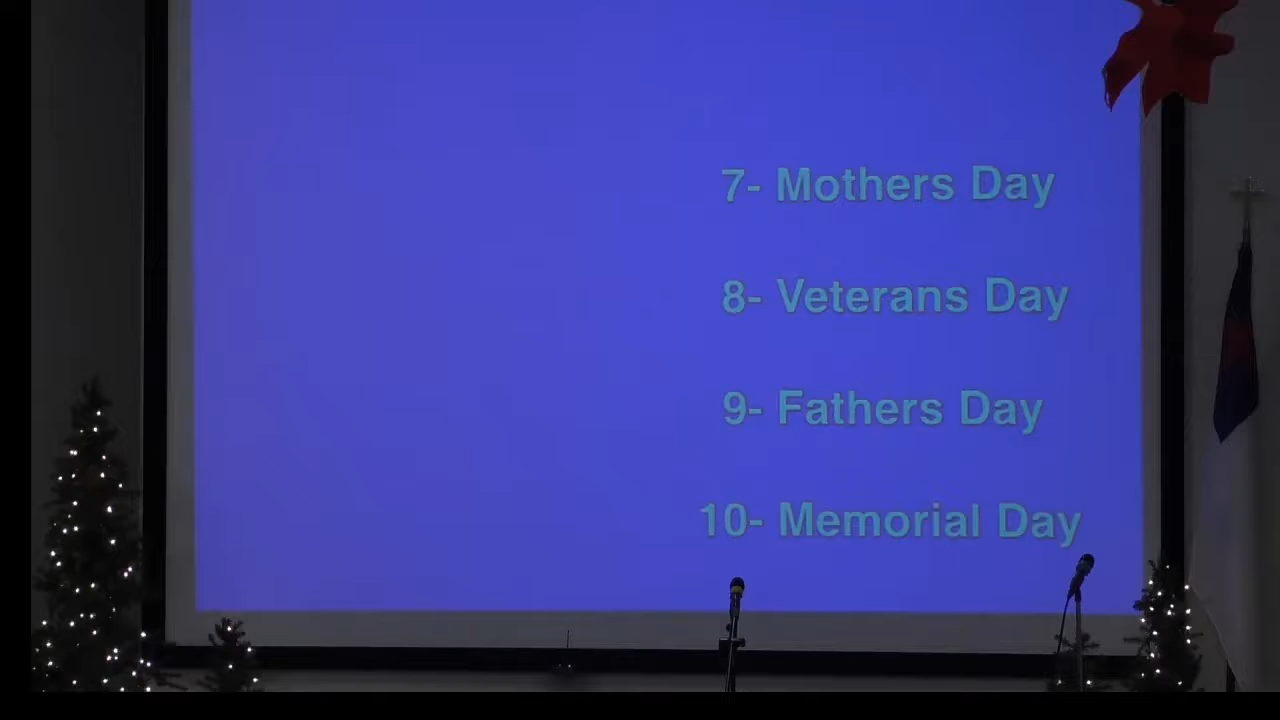 7- Mothers Day
8- Veterans Day
9- Fathers Day
10- Memorial Day